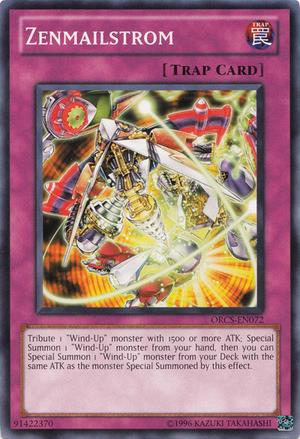 Zenmailstrom
TRAP
罠
[Trap Card]
ORCS-EN072
Tribute 1 "Wind-Up" monster with 1500 or more ATK; Special
Summon 1 "Wind-Up" monster from your hand, then you can
Special Summon 1 "Wind-Up" monster from your Deck with the
same ATK as the monster Special Summoned by this effect.
91422370
©1996 KAZUKI TAKAHASHI